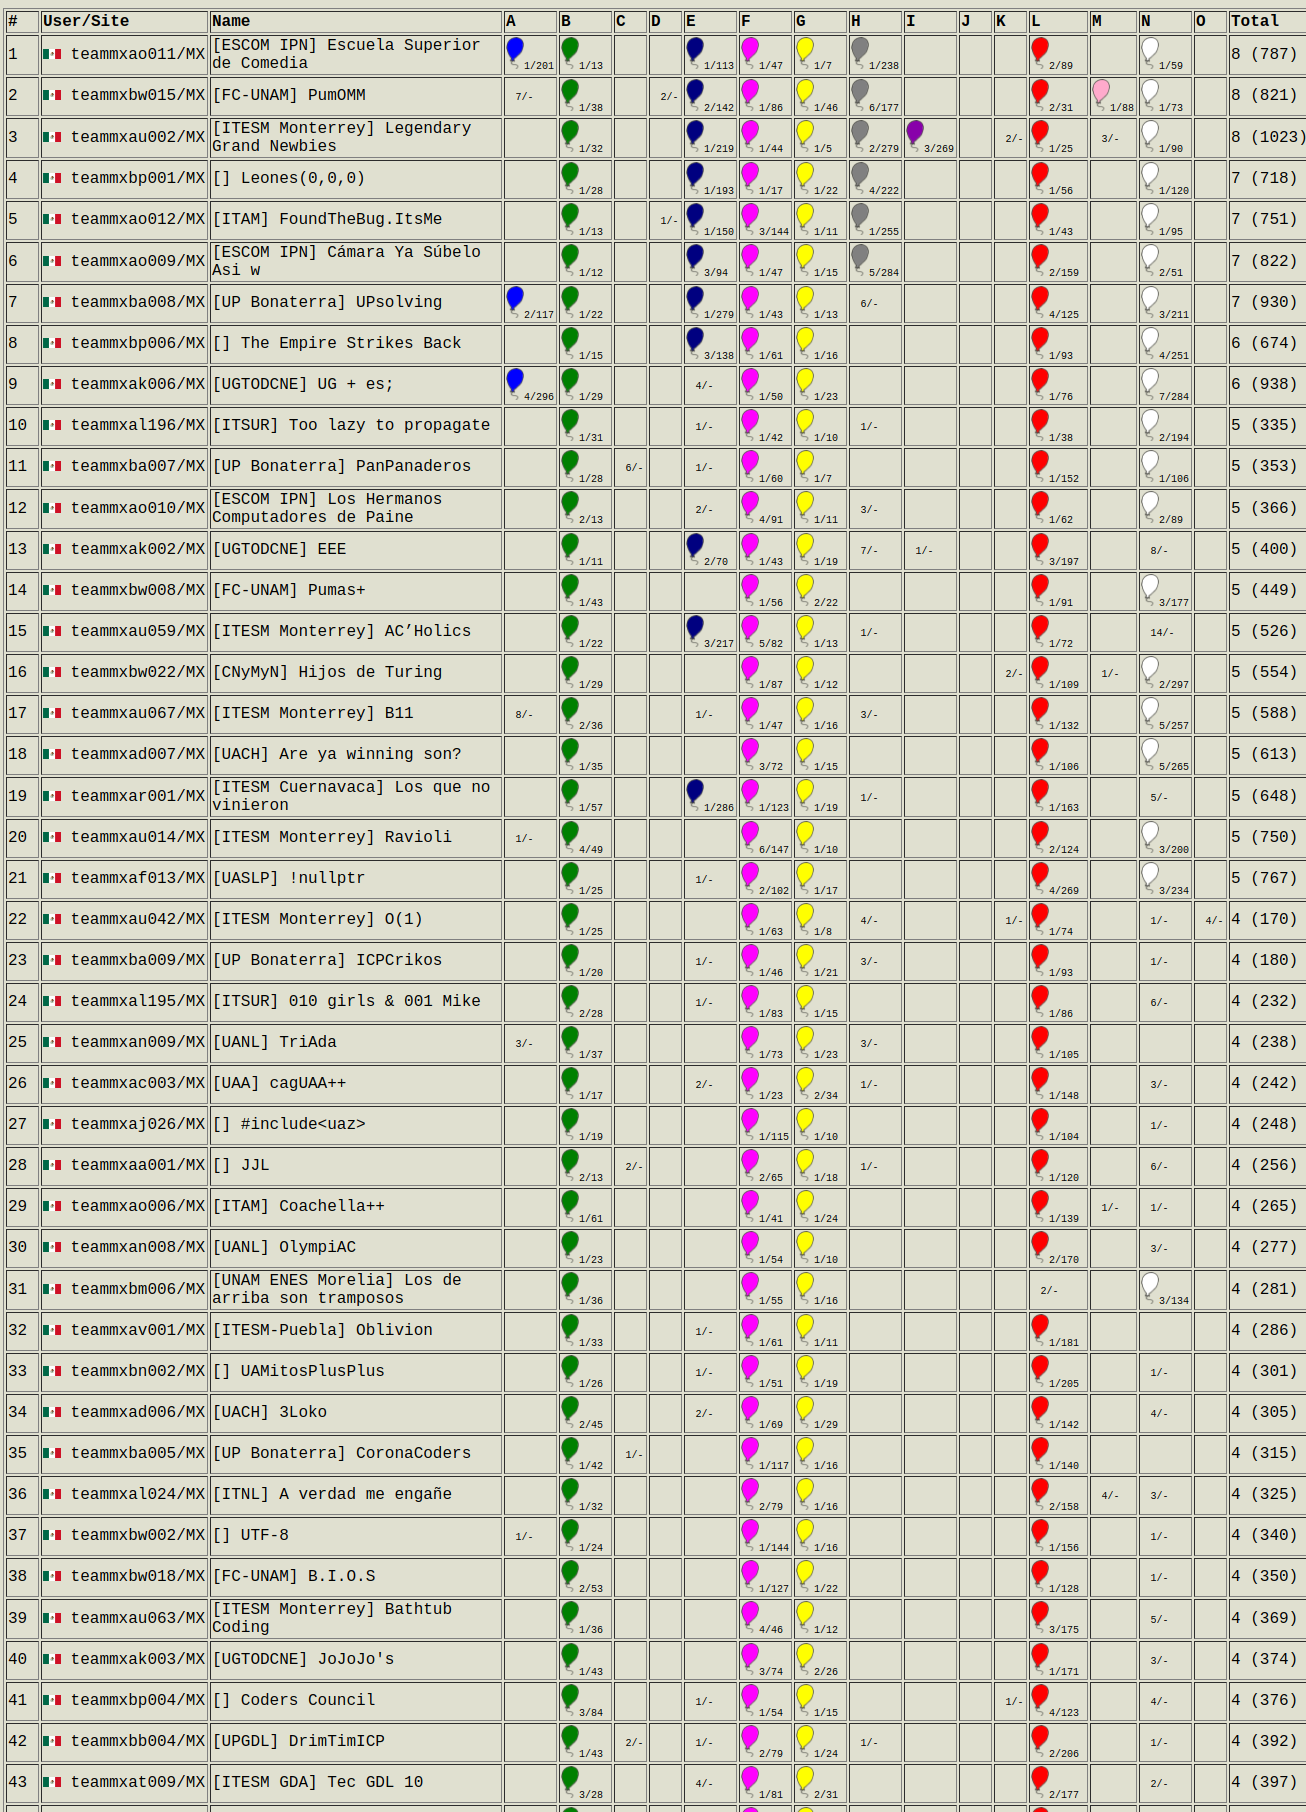 # User/Site Name A B C D E F G H I J K L M N O Total
1 teammxao011/MX [ESCOM IPN] Escuela Superior de Comedia 1/201 1/13 1/113 1/47 1/7 1/238 2/89 1/59 8 (787)
2 teammxbw015/MX [FC-UNAM] PumOMM 7/- 1/38 2/- 2/142 1/86 1/46 6/177 2/31 1/88 1/73 8 (821)
3 teammxau002/MX [ITESM Monterrey] Legendary Grand Newbies 1/32 1/219 1/44 1/5 2/279 3/269 2/- 1/25 3/- 1/90 8 (1023)
4 teammxbp001/MX [] Leones(0,0,0) 1/28 1/193 1/17 1/22 4/222 1/56 1/120 7 (718)
5 teammxao012/MX [ITAM] FoundTheBug.ItsMe 1/13 1/- 1/150 3/144 1/11 1/255 1/43 1/95 7 (751)
6 teammxao009/MX [ESCOM IPN] Cámara Ya Súbelo Asi w 1/12 3/94 1/47 1/15 5/284 2/159 2/51 7 (822)
7 teammxba008/MX [UP Bonaterra] UPsolving 2/117 1/22 1/279 1/43 1/13 6/- 4/125 3/211 7 (930)
8 teammxbp006/MX [] The Empire Strikes Back 1/15 3/138 1/61 1/16 1/93 4/251 6 (674)
9 teammxak006/MX [UGTODCNE] UG + es; 4/296 1/29 4/- 1/50 1/23 1/76 7/284 6 (938)
10 teammxal196/MX [ITSUR] Too lazy to propagate 1/31 1/- 1/42 1/10 1/- 1/38 2/194 5 (335)
11 teammxba007/MX [UP Bonaterra] PanPanaderos 1/28 6/- 1/- 1/60 1/7 1/152 1/106 5 (353)
12 teammxao010/MX [ESCOM IPN] Los Hermanos Computadores de Paine 2/13 2/- 4/91 1/11 3/- 1/62 2/89 5 (366)
13 teammxak002/MX [UGTODCNE] EEE 1/11 2/70 1/43 1/19 7/- 1/- 3/197 8/- 5 (400)
14 teammxbw008/MX [FC-UNAM] Pumas+ 1/43 1/56 2/22 1/91 3/177 5 (449)
15 teammxau059/MX [ITESM Monterrey] AC’Holics 1/22 3/217 5/82 1/13 1/- 1/72 14/- 5 (526)
16 teammxbw022/MX [CNyMyN] Hijos de Turing 1/29 1/87 1/12 2/- 1/109 1/- 2/297 5 (554)
17 teammxau067/MX [ITESM Monterrey] B11 8/- 2/36 1/- 1/47 1/16 3/- 1/132 5/257 5 (588)
18 teammxad007/MX [UACH] Are ya winning son? 1/35 3/72 1/15 1/106 5/265 5 (613)
19 teammxar001/MX [ITESM Cuernavaca] Los que no vinieron 1/57 1/286 1/123 1/19 1/- 1/163 5/- 5 (648)
20 teammxau014/MX [ITESM Monterrey] Ravioli 1/- 4/49 6/147 1/10 2/124 3/200 5 (750)
21 teammxaf013/MX [UASLP] !nullptr 1/25 1/- 2/102 1/17 4/269 3/234 5 (767)
22 teammxau042/MX [ITESM Monterrey] O(1) 1/25 1/63 1/8 4/- 1/- 1/74 1/- 4/- 4 (170)
23 teammxba009/MX [UP Bonaterra] ICPCrikos 1/20 1/- 1/46 1/21 3/- 1/93 1/- 4 (180)
24 teammxal195/MX [ITSUR] 010 girls & 001 Mike 2/28 1/- 1/83 1/15 1/86 6/- 4 (232)
25 teammxan009/MX [UANL] TriAda 3/- 1/37 1/73 1/23 3/- 1/105 4 (238)
26 teammxac003/MX [UAA] cagUAA++ 1/17 2/- 1/23 2/34 1/- 1/148 3/- 4 (242)
27 teammxaj026/MX [] #include<uaz> 1/19 1/115 1/10 1/104 1/- 4 (248)
28 teammxaa001/MX [] JJL 2/13 2/- 2/65 1/18 1/- 1/120 6/- 4 (256)
29 teammxao006/MX [ITAM] Coachella++ 1/61 1/41 1/24 1/139 1/- 1/- 4 (265)
30 teammxan008/MX [UANL] OlympiAC 1/23 1/54 1/10 2/170 3/- 4 (277)
31 teammxbm006/MX [UNAM ENES Morelia] Los de arriba son tramposos 1/36 1/55 1/16 2/- 3/134 4 (281)
32 teammxav001/MX [ITESM-Puebla] Oblivion 1/33 1/- 1/61 1/11 1/181 4 (286)
33 teammxbn002/MX [] UAMitosPlusPlus 1/26 1/- 1/51 1/19 1/205 1/- 4 (301)
34 teammxad006/MX [UACH] 3Loko 2/45 2/- 1/69 1/29 1/142 4/- 4 (305)
35 teammxba005/MX [UP Bonaterra] CoronaCoders 1/42 1/- 1/117 1/16 1/140 4 (315)
36 teammxal024/MX [ITNL] A verdad me engañe 1/32 2/79 1/16 2/158 4/- 3/- 4 (325)
37 teammxbw002/MX [] UTF-8 1/- 1/24 1/144 1/16 1/156 1/- 4 (340)
38 teammxbw018/MX [FC-UNAM] B.I.O.S 2/53 1/127 1/22 1/128 1/- 4 (350)
39 teammxau063/MX [ITESM Monterrey] Bathtub Coding 1/36 4/46 1/12 3/175 5/- 4 (369)
40 teammxak003/MX [UGTODCNE] JoJoJo's 1/43 3/74 2/26 1/171 3/- 4 (374)
41 teammxbp004/MX [] Coders Council 3/84 1/- 1/54 1/15 1/- 4/123 4/- 4 (376)
42 teammxbb004/MX [UPGDL] DrimTimICP 1/43 2/- 1/- 2/79 1/24 1/- 2/206 1/- 4 (392)
43 teammxat009/MX [ITESM GDA] Tec GDL 10 3/28 4/- 1/81 2/31 2/177 2/- 4 (397)